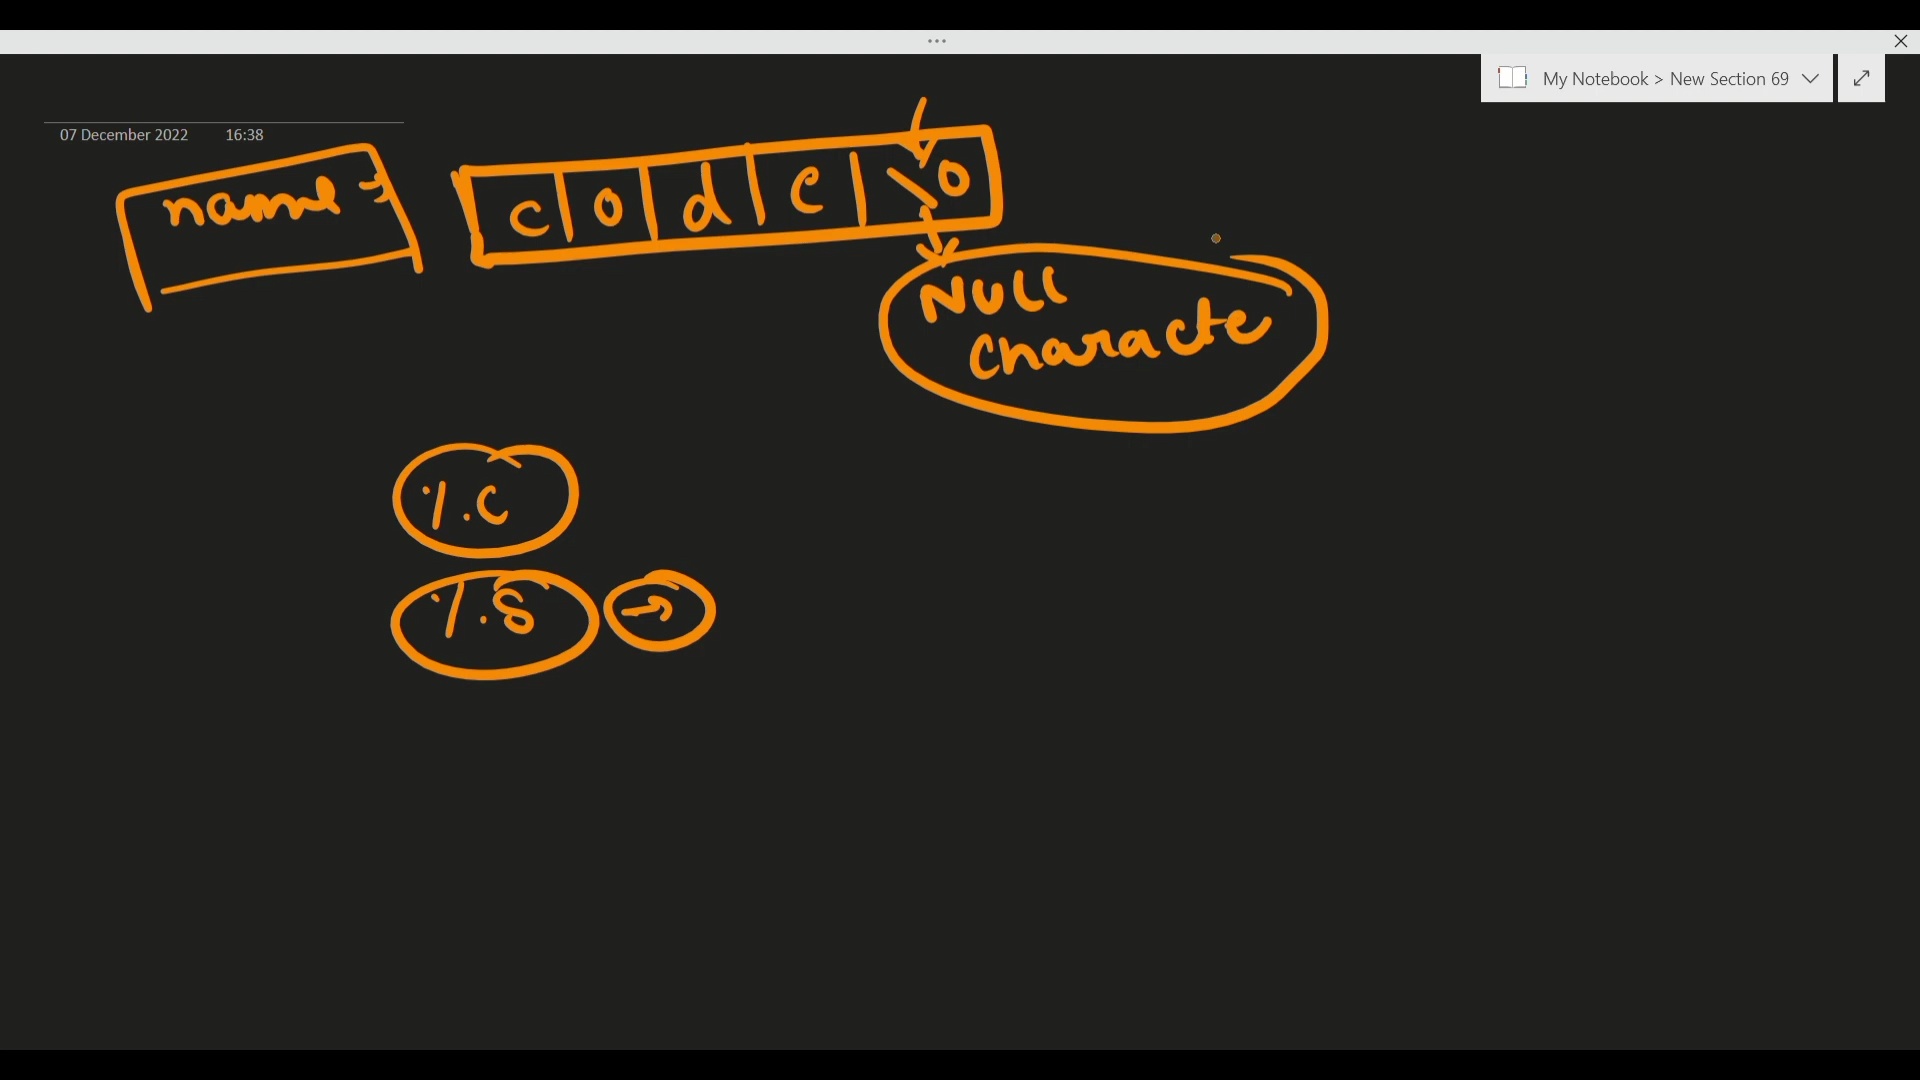 My Notebook > New Section 69
07 December 2022 16:38
name → c o d e \0
NUll
characte
%.c
%.s →